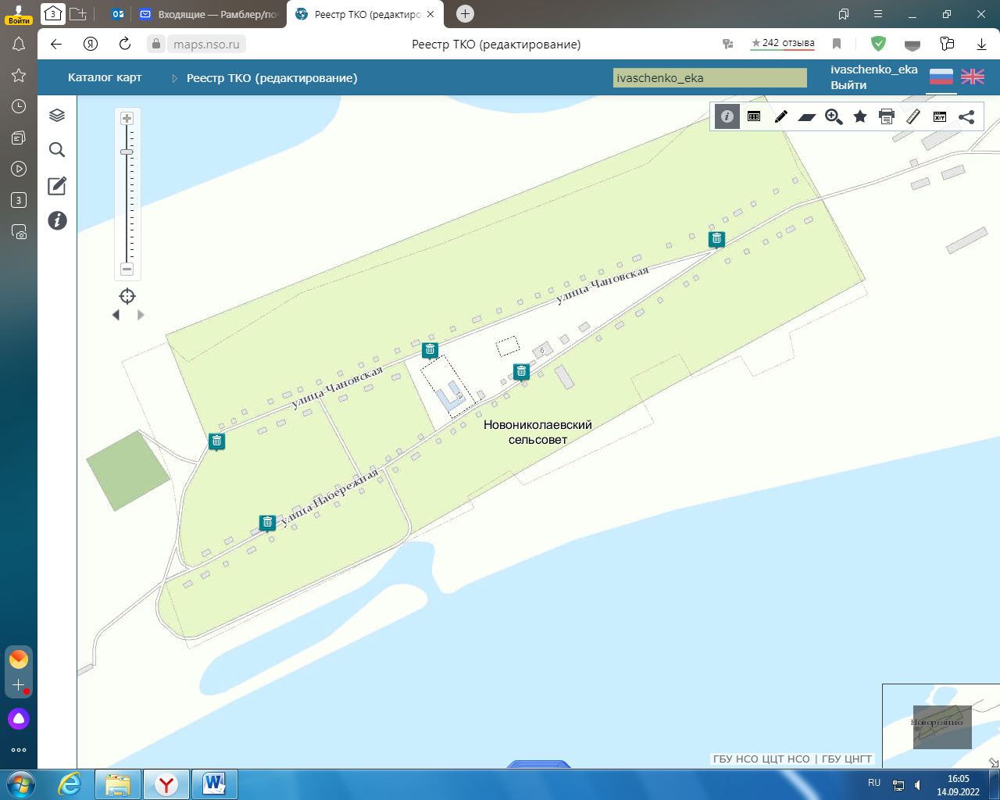 Войти
3
Входящие — Рамблер/по
Реестр ТКО (редактиро
maps.nso.ru
Реестр ТКО (редактирование)
242 отзыва
Каталог карт
Реестр ТКО (редактирование)
ivaschenko_eka
ivaschenko_eka
Выйти
3
X:Y
улица Чановская
улица Чановская
6
Новониколаевский
сельсовет
улица Набережная
Новорозино
ГБУ НСО ЦЦТ НСО | ГБУ ЦНГТ
RU
16:05
14.09.2022